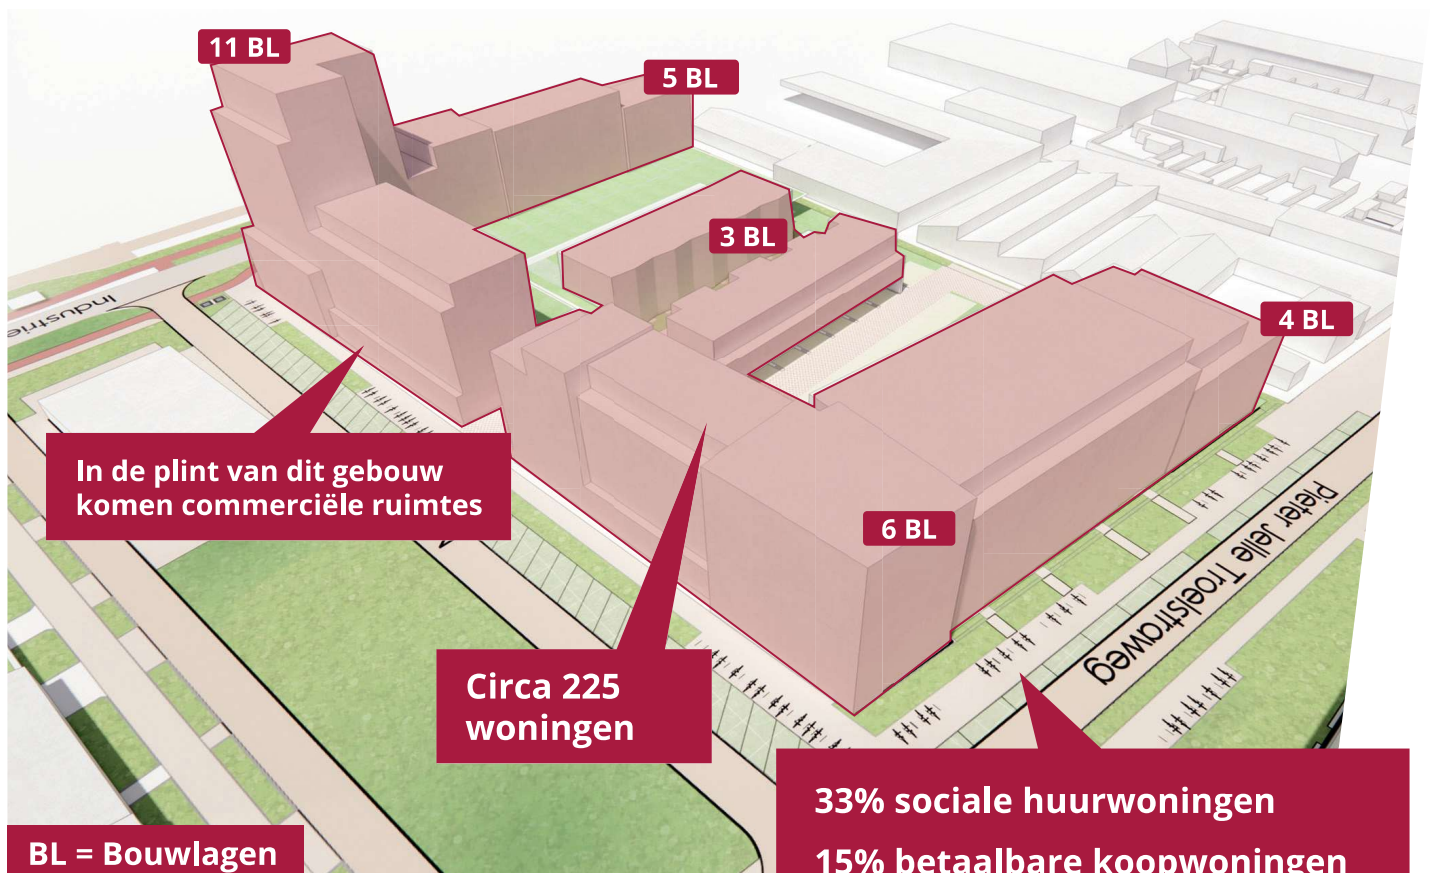 11 BL
5 BL
3 BL
4 BL
Industrie
In de plint van dit gebouw
komen commerciële ruimtes
6 BL
Pieter Jelle Troelstraweg
Circa 225
woningen
33% sociale huurwoningen
15% betaalbare koopwoningen
BL = Bouwlagen